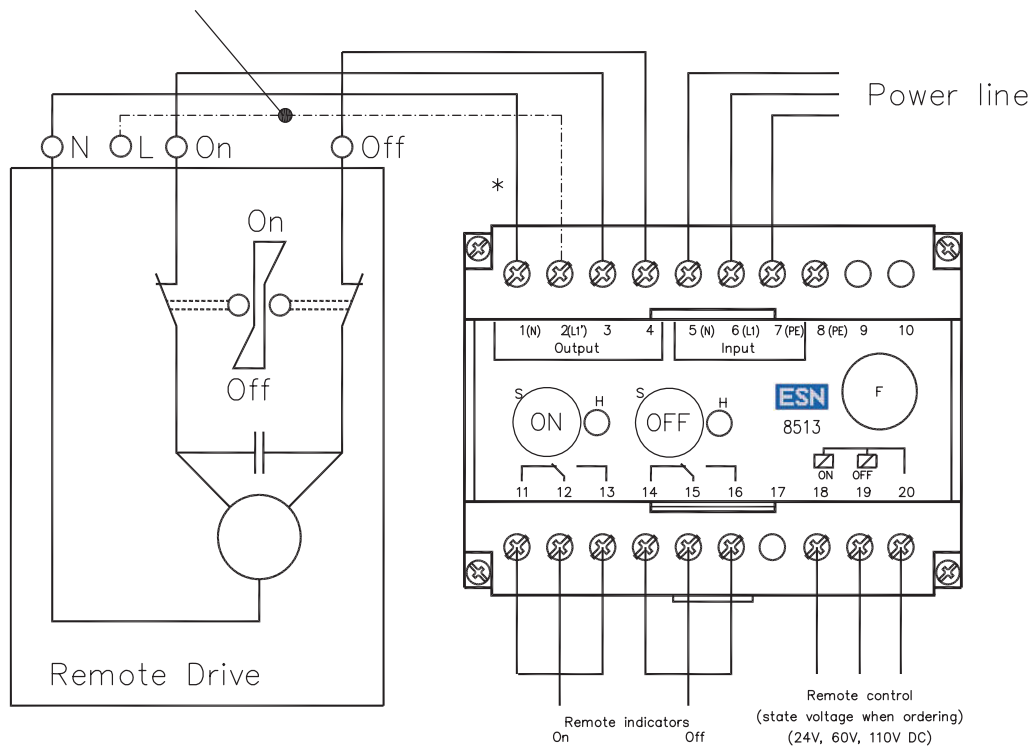 Power line
N L On Off
*
On
Off
1(N) 2(L1') 3 4 5 (N) 6 (L1) 7 (PE) 8 (PE) 9 10
Output Input
S ON H S OFF H ESN F
8513
ON OFF
11 12 13 14 15 16 17 18 19 20
Remote Drive
Remote indicators
On Off
Remote control
(state voltage when ordering)
(24V, 60V, 110V DC)